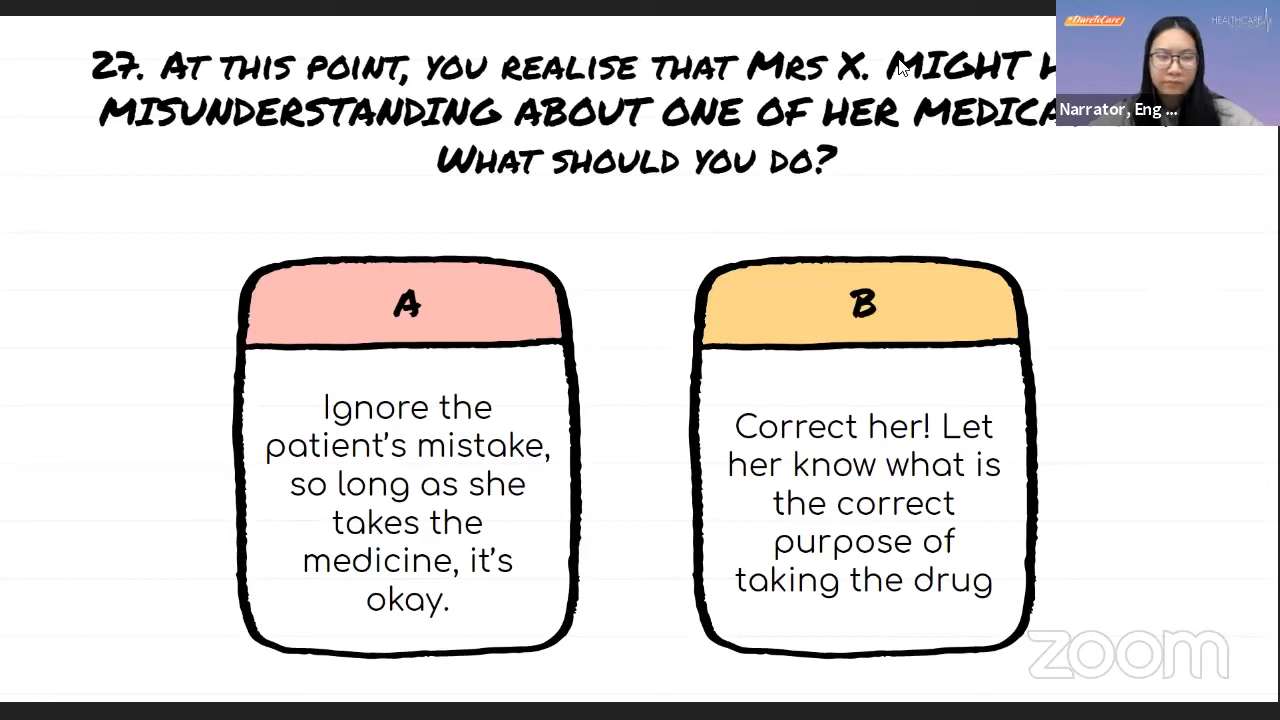 27. At this point, you realise that Mrs X. might
misunderstanding about one of her
What should you do?
#DareToCare
HEALTHCARE
Narrator, Eng ...
A
Ignore the
patient's mistake,
so long as she
takes the
medicine, it's
okay.
B
Correct her! Let
her know what is
the correct
purpose of
taking the drug
zoom